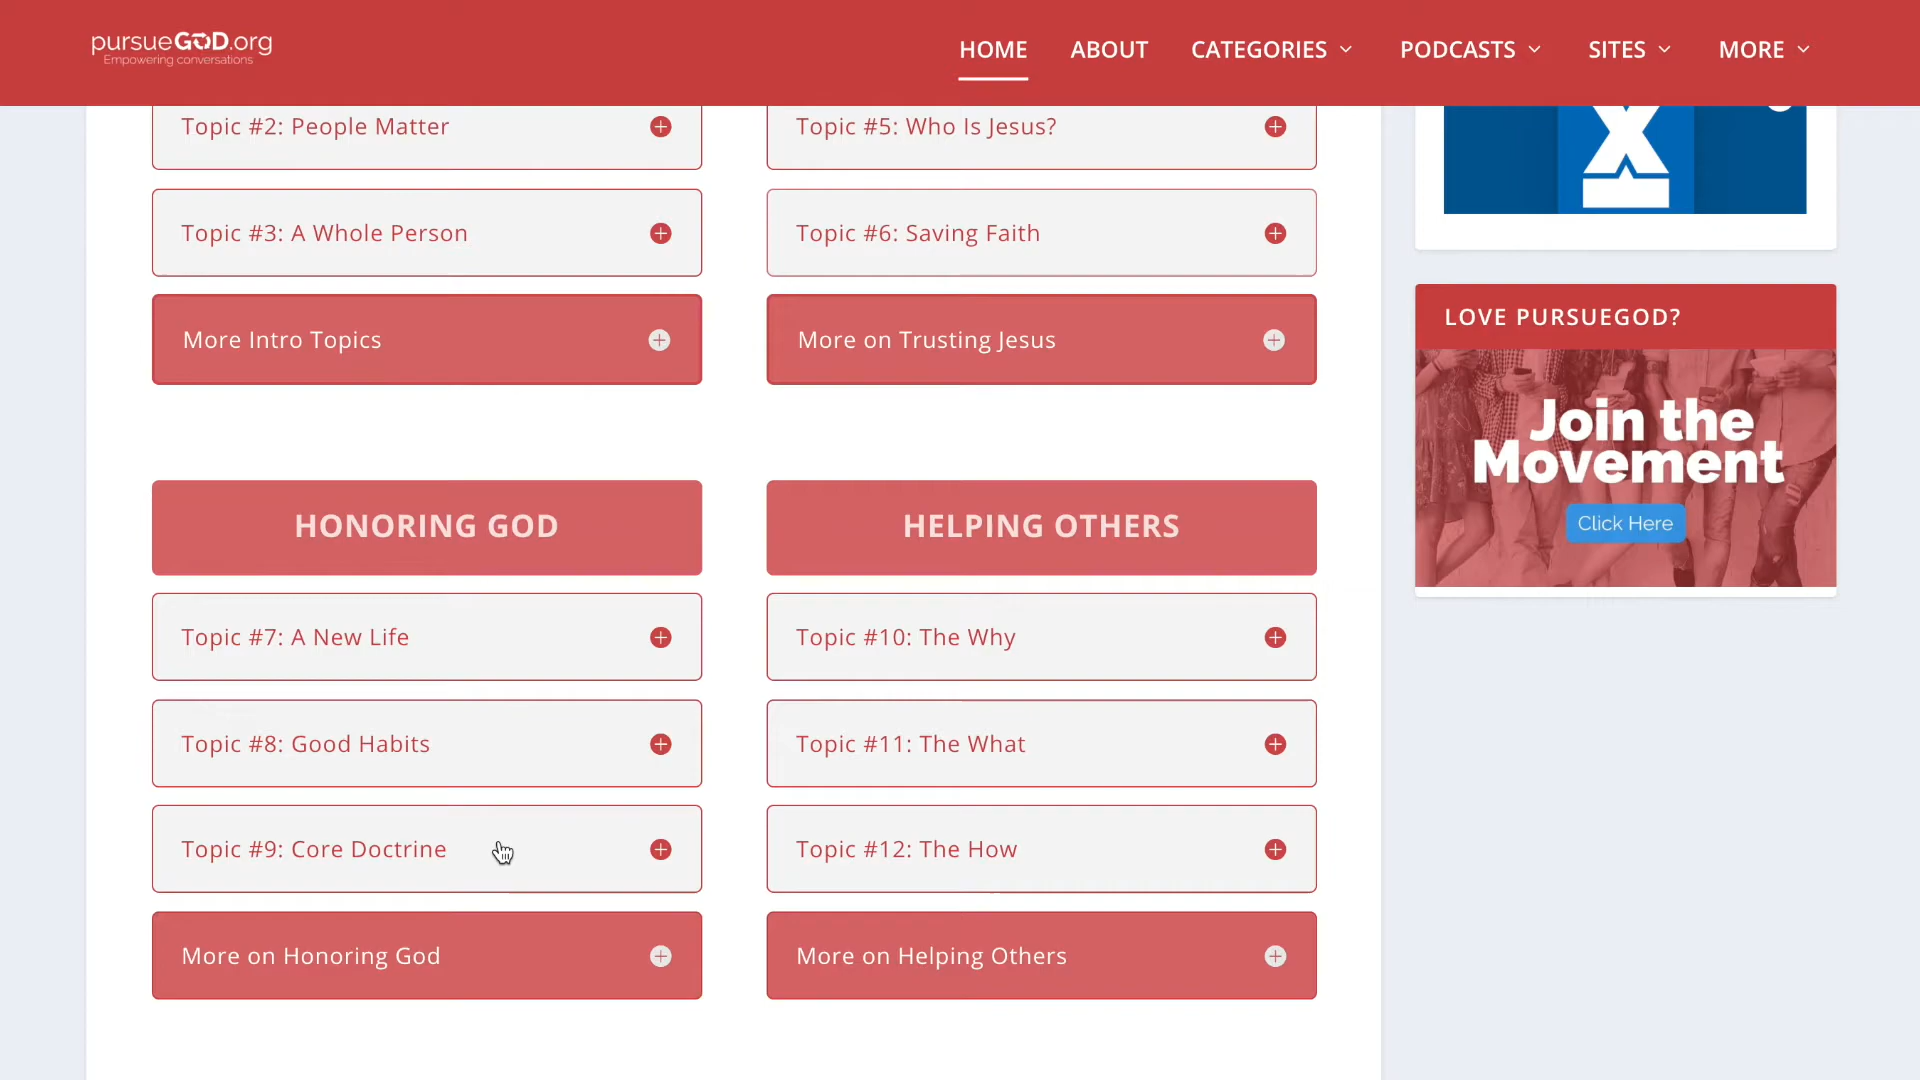 pursueGOD.org
Empowering conversations
HOME
ABOUT
CATEGORIES
PODCASTS
SITES
MORE
Topic #2: People Matter
Topic #3: A Whole Person
More Intro Topics
Topic #5: Who Is Jesus?
Topic #6: Saving Faith
More on Trusting Jesus
HONORING GOD
Topic #7: A New Life
Topic #8: Good Habits
Topic #9: Core Doctrine
More on Honoring God
HELPING OTHERS
Topic #10: The Why
Topic #11: The What
Topic #12: The How
More on Helping Others
LOVE PURSUEGOD?
Join the
Movement
Click Here